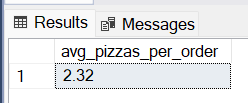 Results Messages
avg_pizzas_per_order
1 2.32